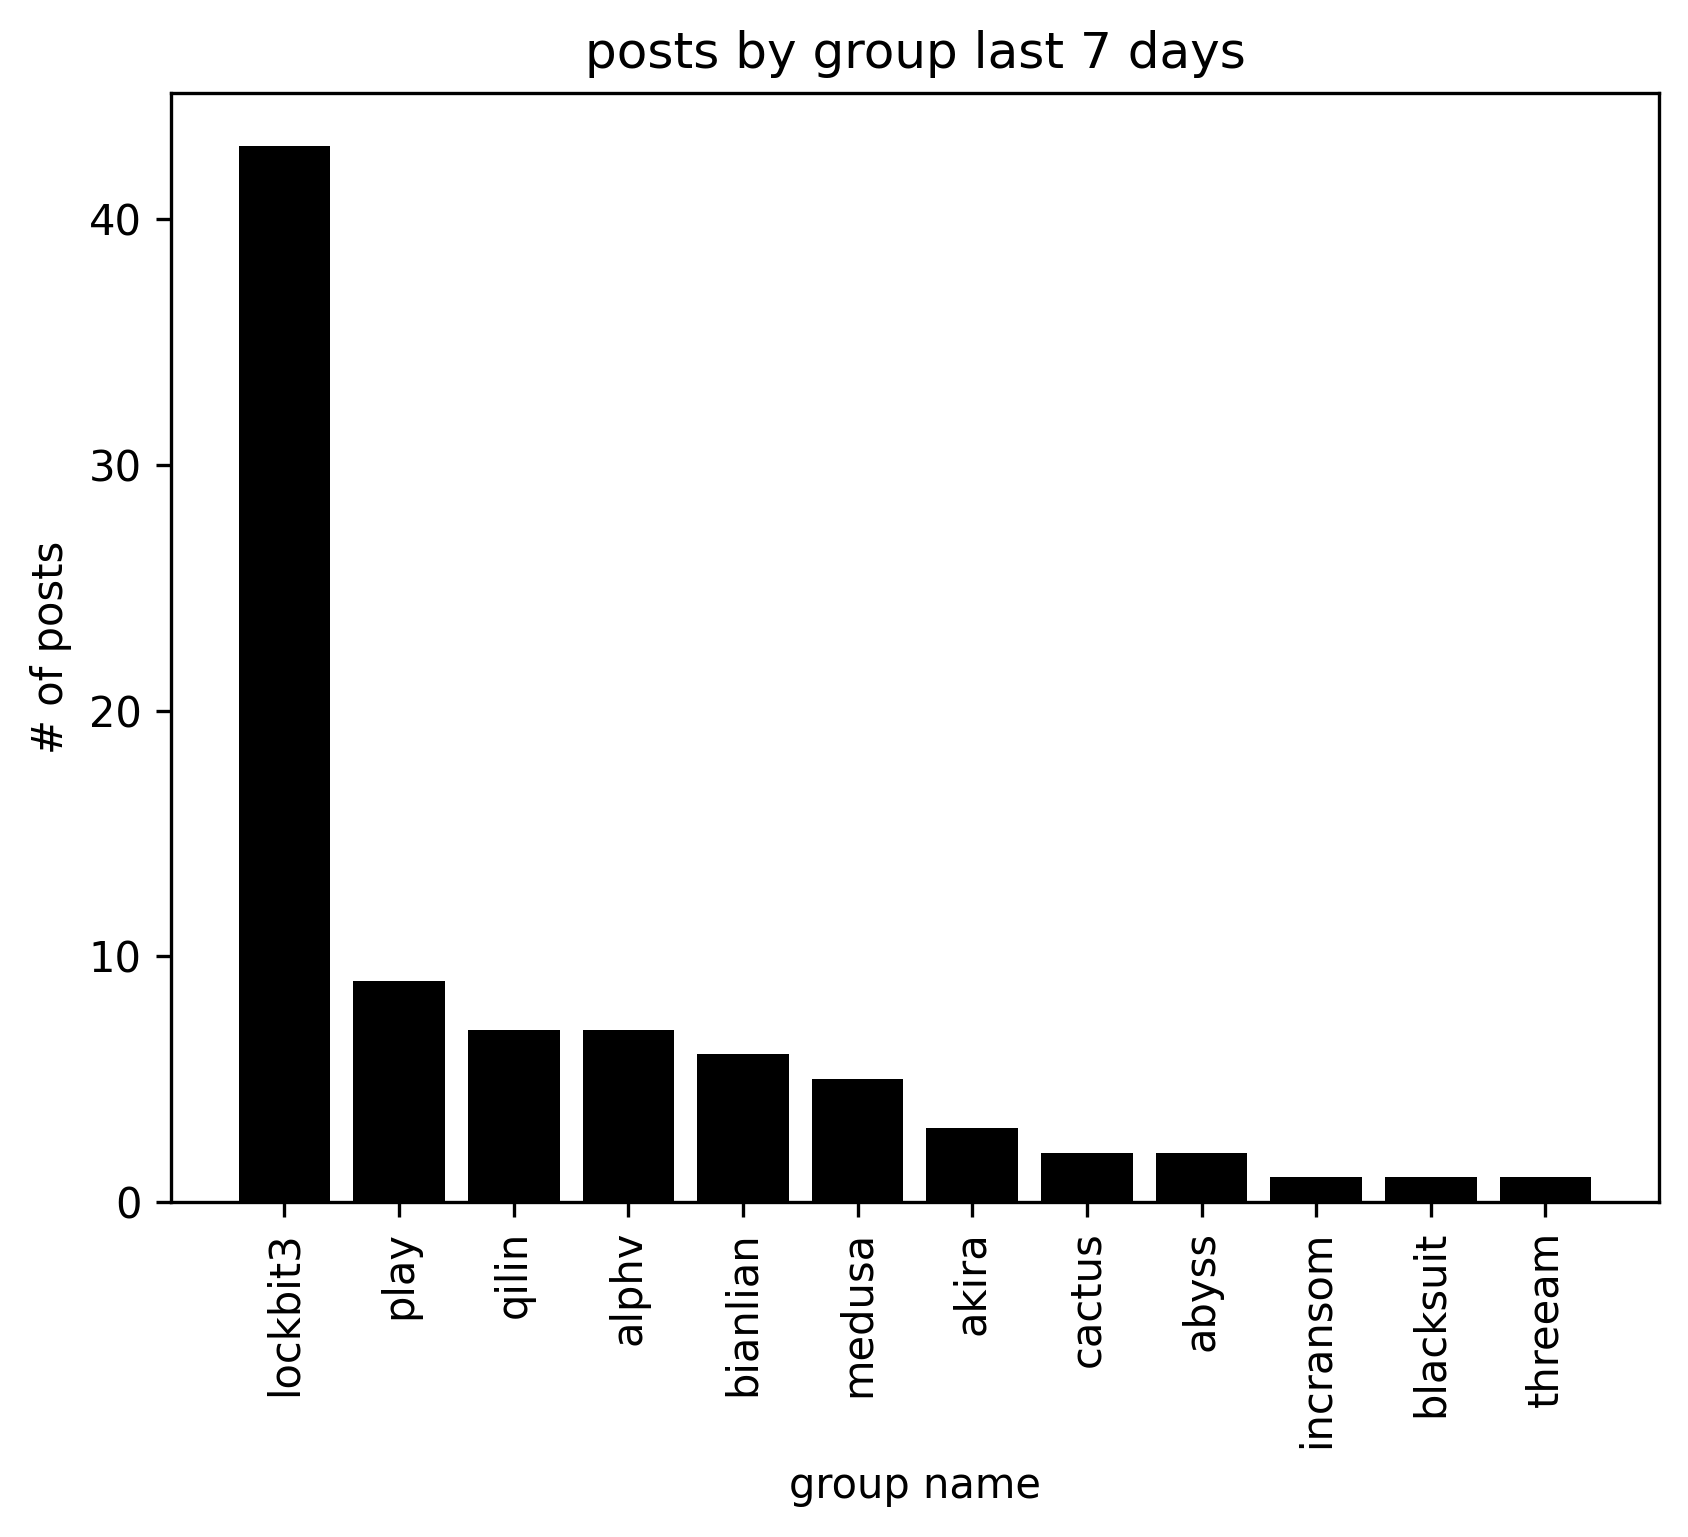 posts by group last 7 days
# of posts
40
30
20
10
0
lockbit3
play
qilin
alphv
bianlian
medusa
akira
cactus
abyss
incransom
blacksuit
threeam
group name